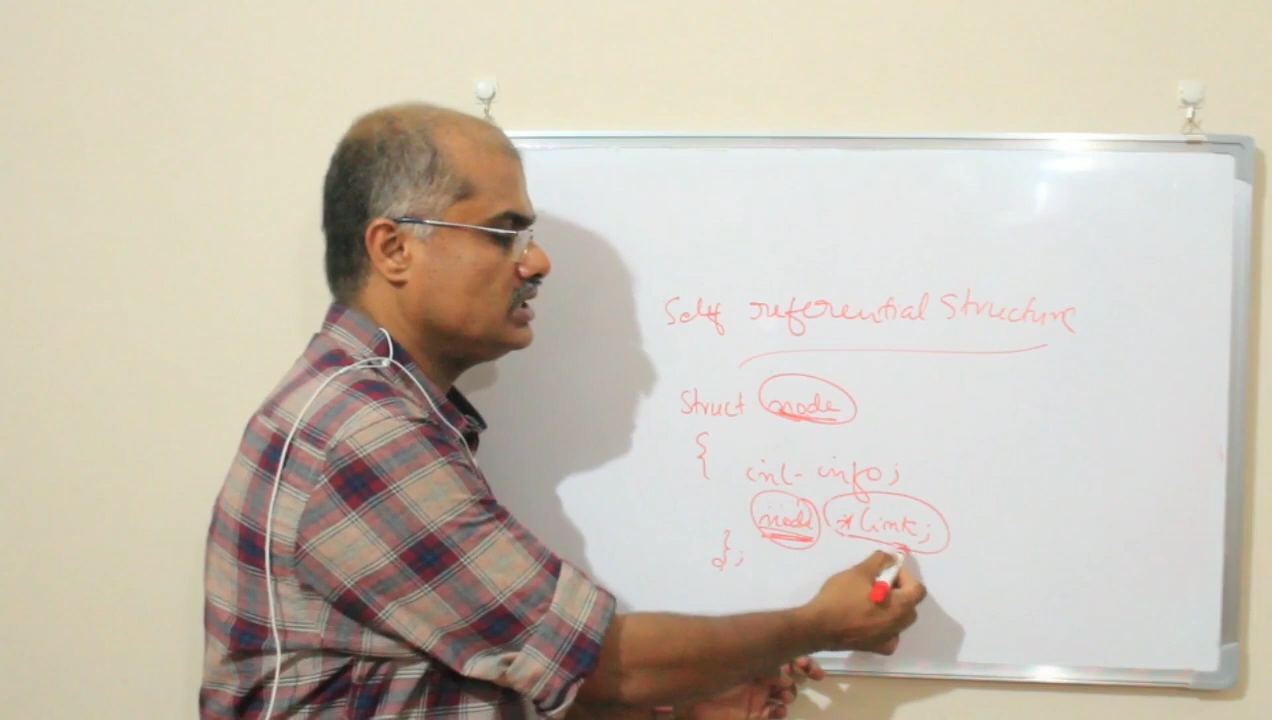 Self referential Structure
Struct node
{
int info;
node *link;
};